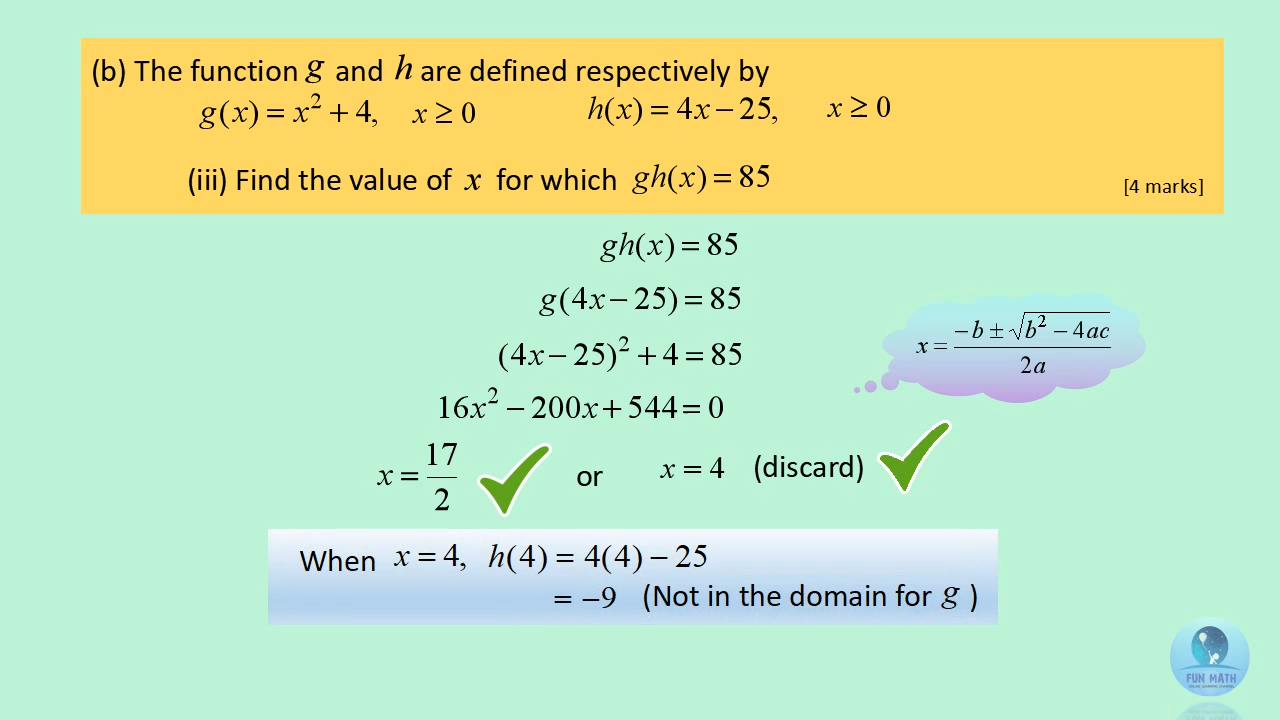 (b) The function g and h are defined respectively by
g(x) = x² + 4,   x ≥ 0   h(x) = 4x − 25,   x ≥ 0
(iii) Find the value of x for which gh(x) = 85   [4 marks]
gh(x) = 85
g(4x − 25) = 85
(4x − 25)² + 4 = 85
x = (−b ± √(b² − 4ac))/(2a)
16x² − 200x + 544 = 0
x = 17/2 or x = 4 (discard)
When x = 4, h(4) = 4(4) − 25
= −9 (Not in the domain for g )
FUN MATH